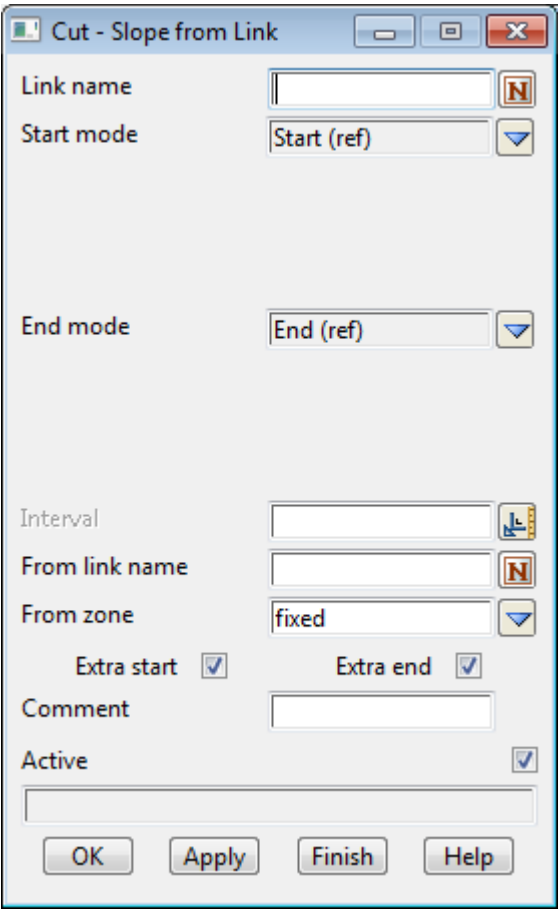 Cut - Slope from Link
Link name
N
Start mode Start (ref)
End mode End (ref)
Interval
From link name
N
From zone fixed
Extra start Extra end
Comment
Active
OK Apply Finish Help